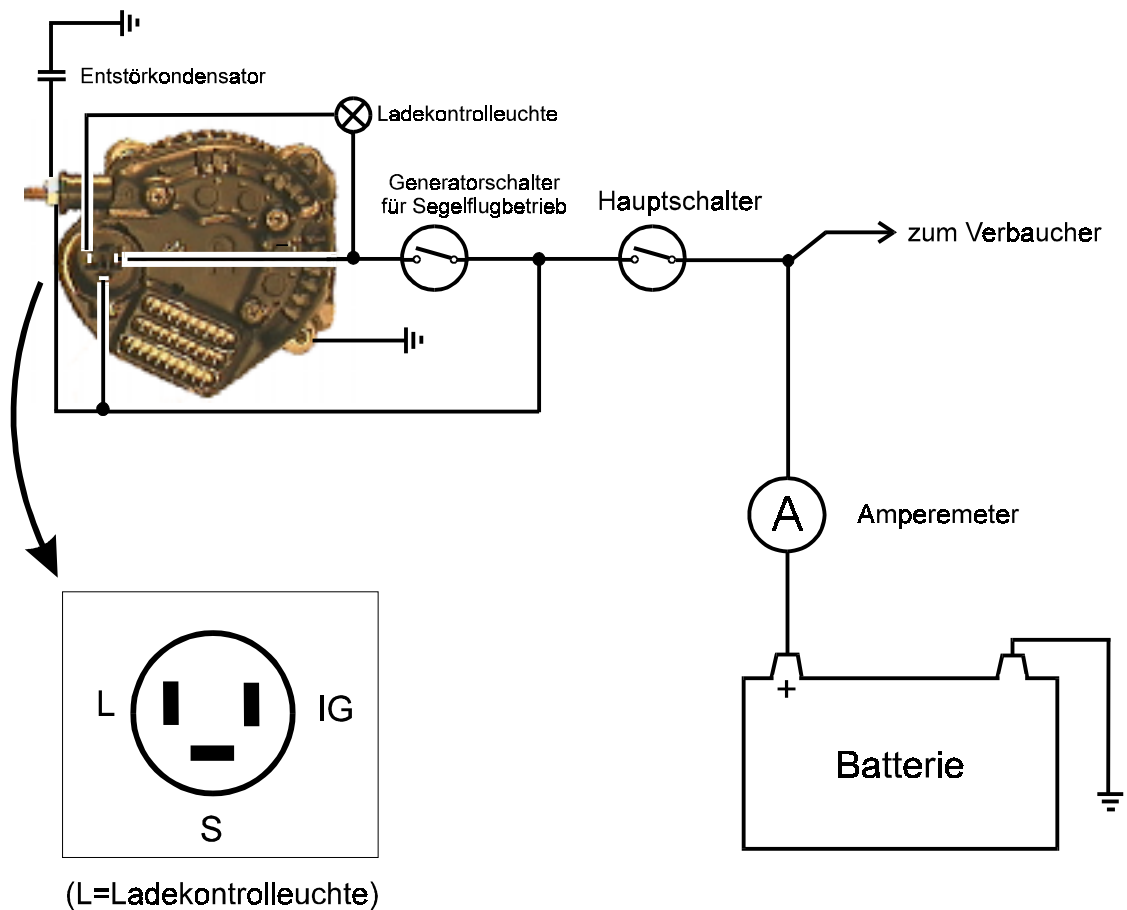 Entstörkondensator
Ladekontrolleuchte
Generatorschalter
für Segelflugbetrieb
Hauptschalter
zum Verbaucher
A
Amperemeter
L
IG
S
(L=Ladekontrolleuchte)
+
Batterie